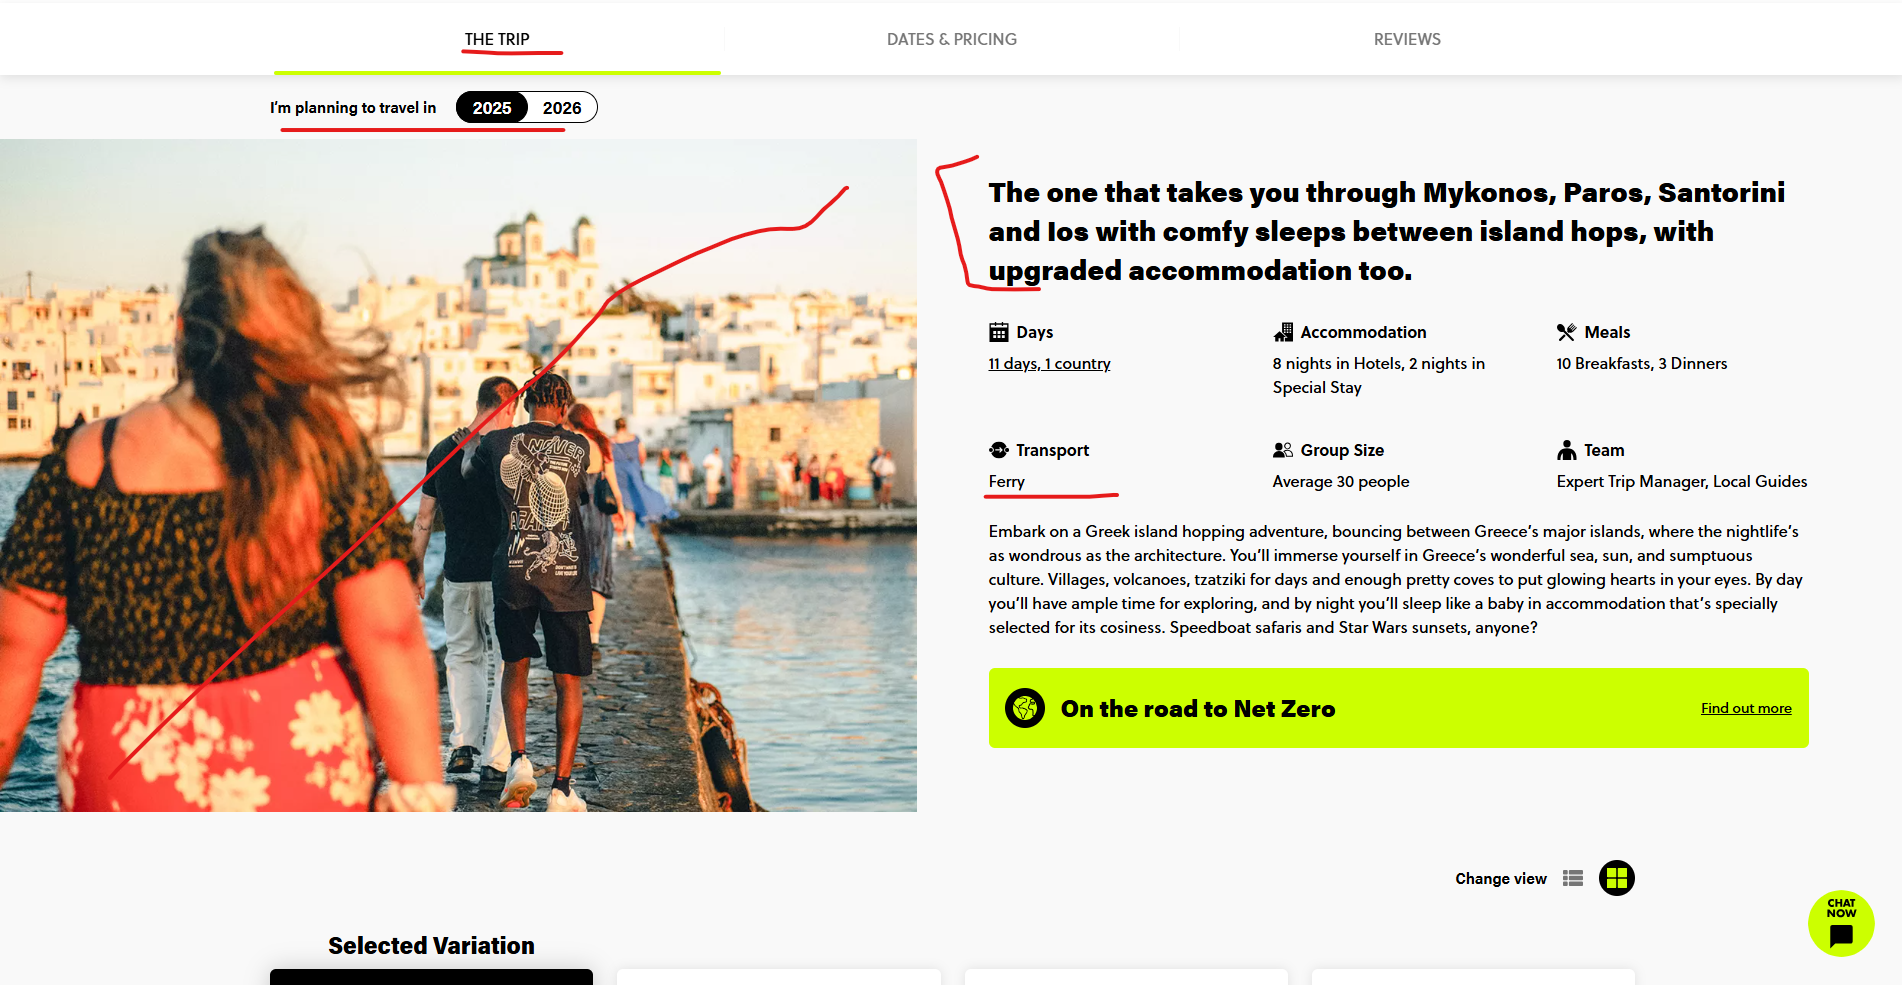 THE TRIP
DATES & PRICING
REVIEWS
I'm planning to travel in
2025
2026
The one that takes you through Mykonos, Paros, Santorini
and Ios with comfy sleeps between island hops, with
upgraded accommodation too.
Days
11 days, 1 country
Accommodation
8 nights in Hotels, 2 nights in
Special Stay
Meals
10 Breakfasts, 3 Dinners
Transport
Ferry
Group Size
Average 30 people
Team
Expert Trip Manager, Local Guides
Embark on a Greek island hopping adventure, bouncing between Greece's major islands, where the nightlife's
as wondrous as the architecture. You'll immerse yourself in Greece's wonderful sea, sun, and sumptuous
culture. Villages, volcanoes, tzatziki for days and enough pretty coves to put glowing hearts in your eyes. By day
you'll have ample time for exploring, and by night you'll sleep like a baby in accommodation that's specially
selected for its cosiness. Speedboat safaris and Star Wars sunsets, anyone?
On the road to Net Zero
Find out more
NEVER
Change view
CHAT
NOW
Selected Variation